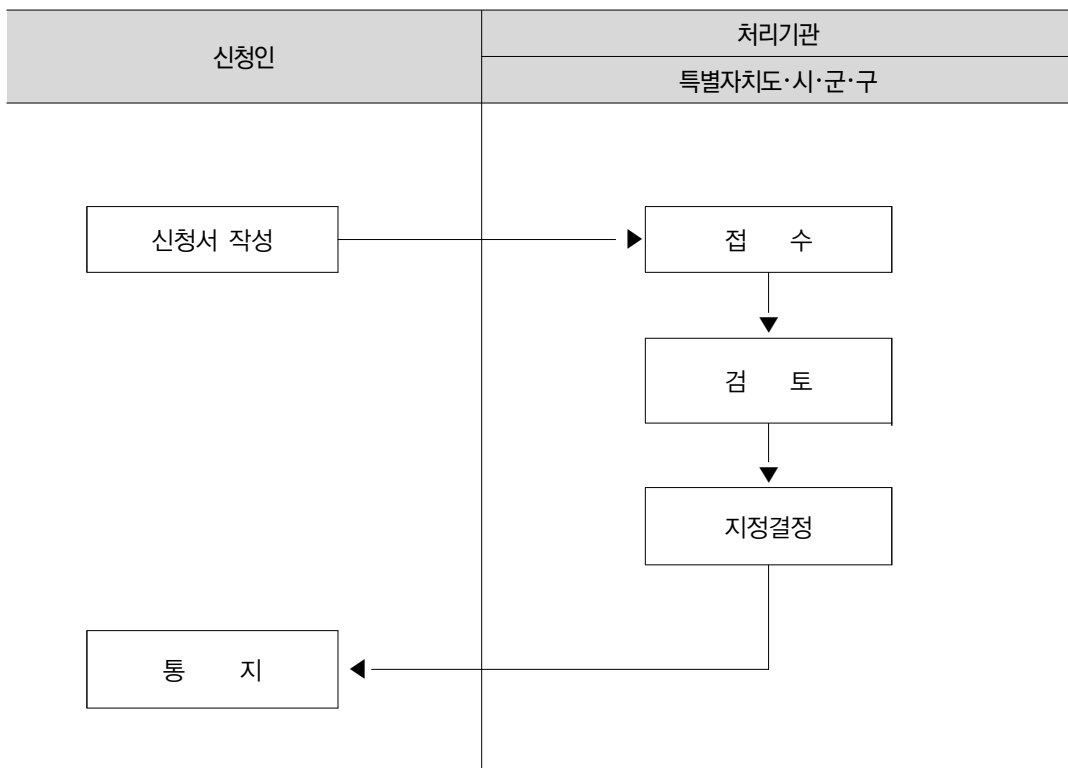 신청인
처리기관
특별자치도·시·군·구
신청서 작성
접 수
검 토
지정결정
통 지